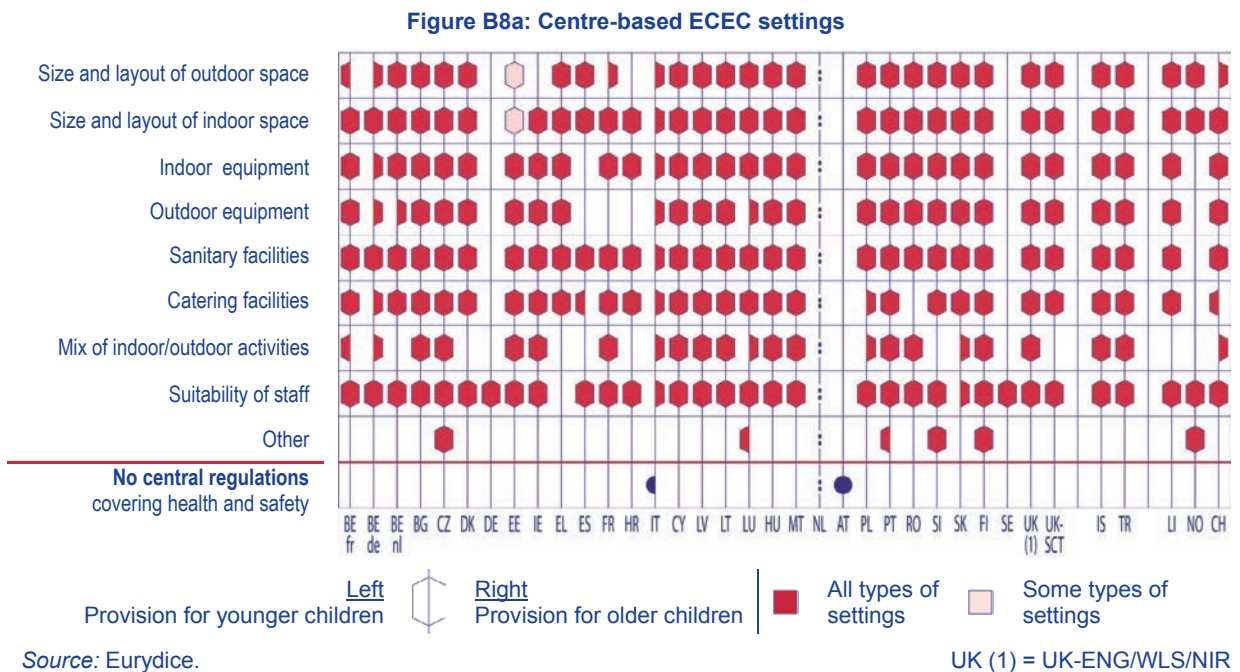 Figure B8a: Centre-based ECEC settings
Size and layout of outdoor space
Size and layout of indoor space
Indoor equipment
Outdoor equipment
Sanitary facilities
Catering facilities
Mix of indoor/outdoor activities
Suitability of staff
Other
No central regulations
covering health and safety
BE fr BE de BE nl BG CZ DK DE EE IE EL ES FR HR IT CY LV LT LU HU MT NL AT PL PT RO SI SK FI SE UK (1) UK-SCT IS TR LI NO CH
Left
Provision for younger children
Right
Provision for older children
All types of
settings
Some types of
settings
Source: Eurydice.
UK (1) = UK-ENG/WLS/NIR